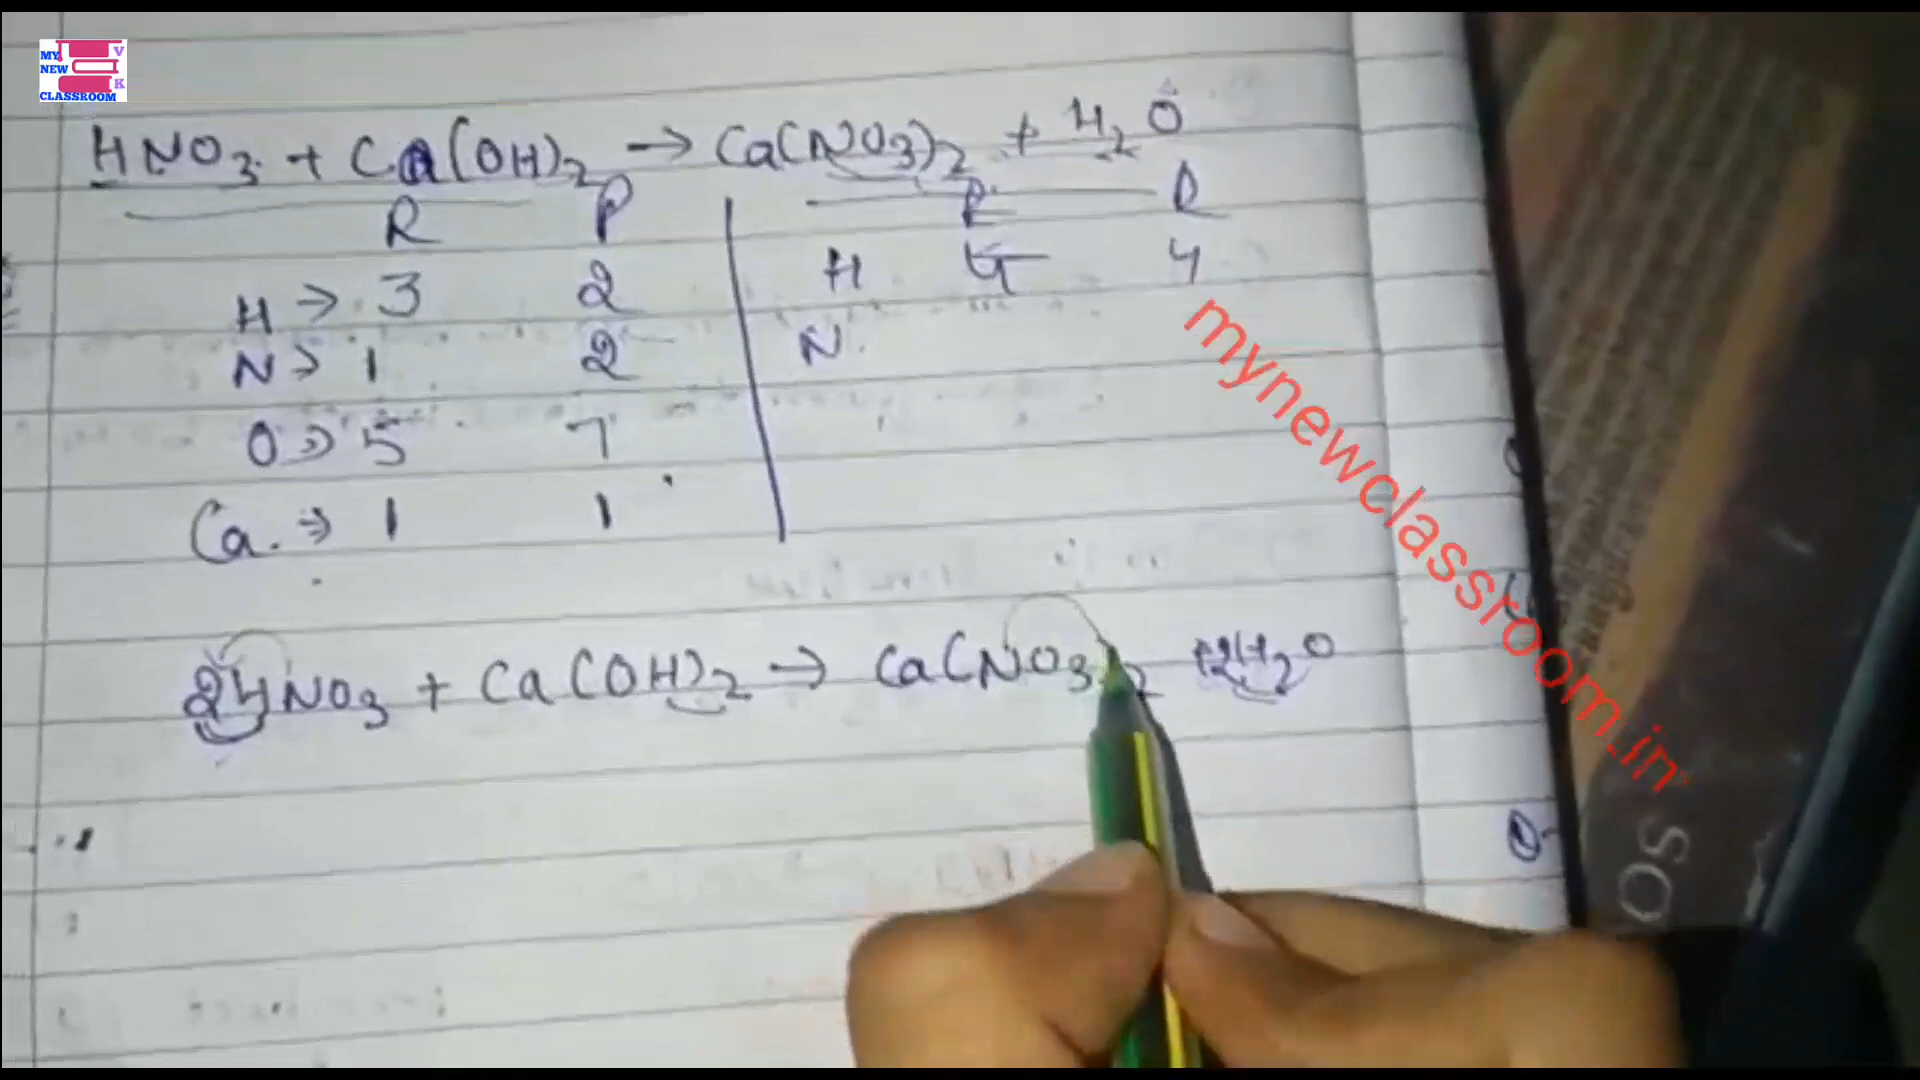 MY NEW CLASSROOM V K
HNO3 + Ca(OH)2 → Ca(NO3)2 + H2O
R P
H → 3 2
N → 1 2
O → 5 7
Ca. → 1 1
R R
H 4 4
N.
2HNO3 + Ca(OH)2 → Ca(NO3)2 + 2H2O
mynewclassroom.in
SO